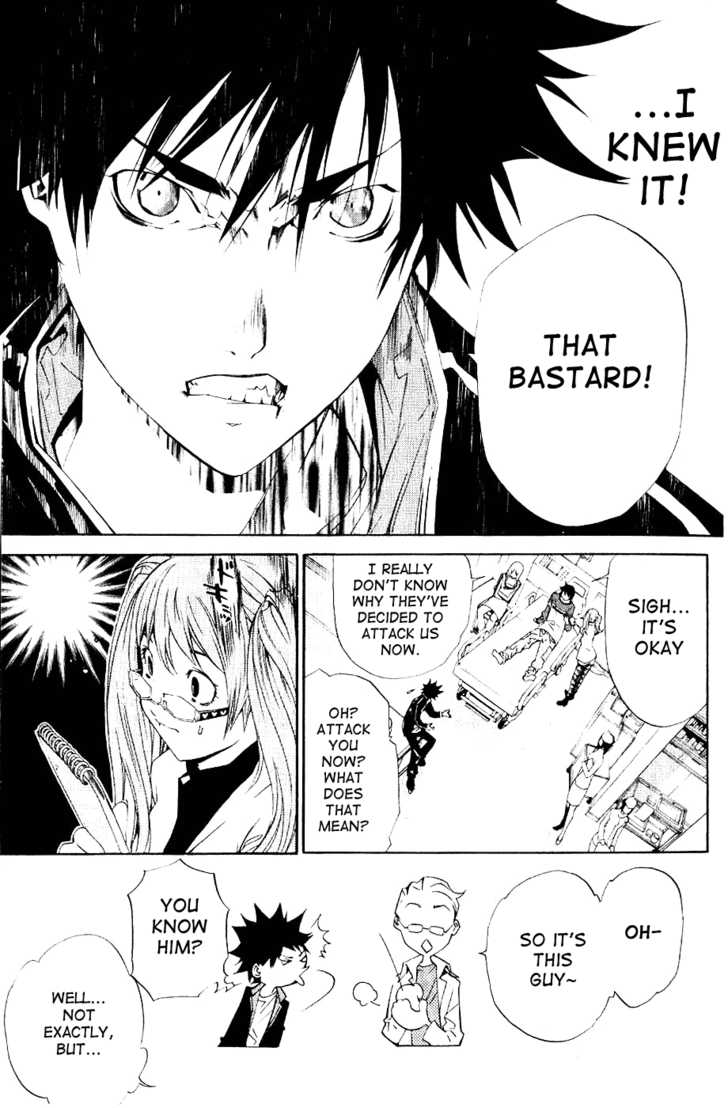 ...I
KNEW
IT!
THAT
BASTARD!
SIGH...
IT'S
OKAY
I REALLY
DON'T KNOW
WHY THEY'VE
DECIDED TO
ATTACK US
NOW.
OH?
ATTACK
YOU
NOW?
WHAT
DOES
THAT
MEAN?
ドキ
OH~
SO IT'S
THIS
GUY~
YOU
KNOW
HIM?
WELL...
NOT
EXACTLY,
BUT...